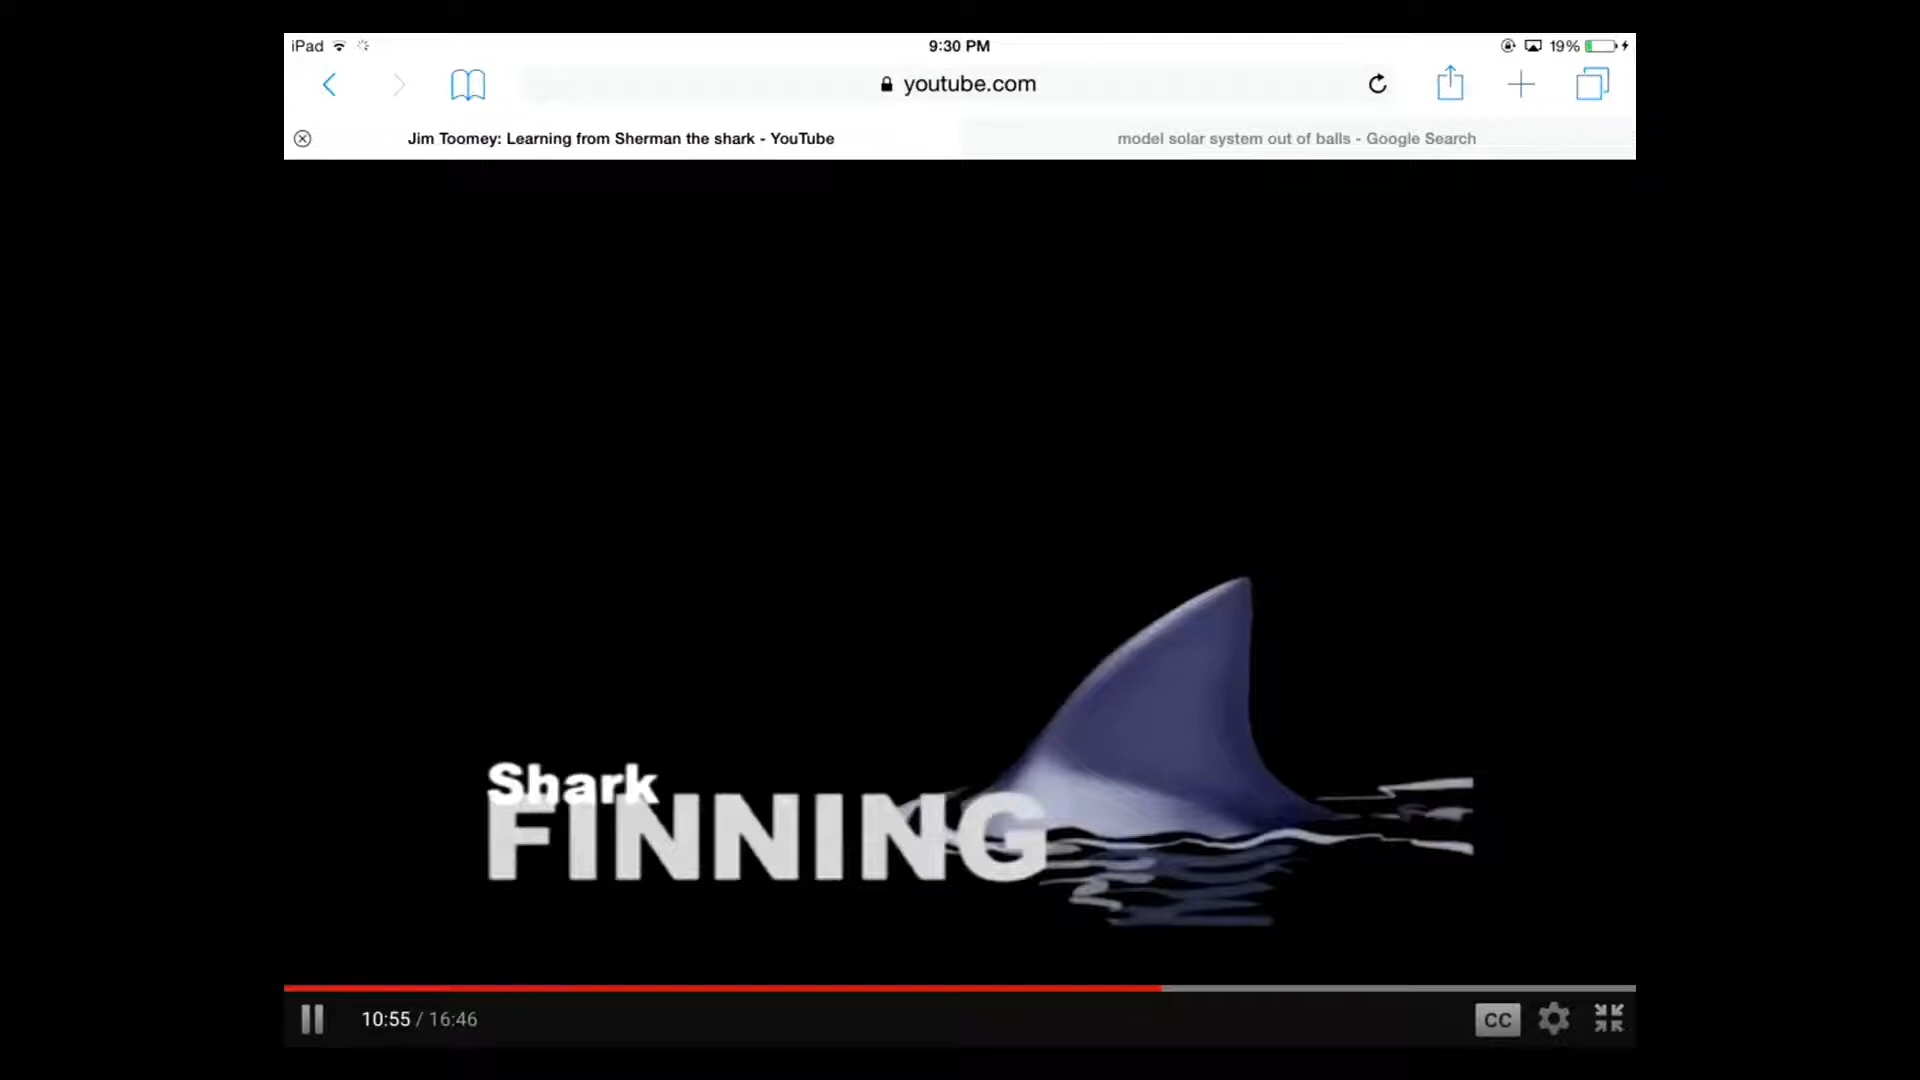 iPad 9:30 PM 19%
youtube.com
Jim Toomey: Learning from Sherman the shark - YouTube model solar system out of balls - Google Search
Shark
FINNING
10:55 / 16:46 CC